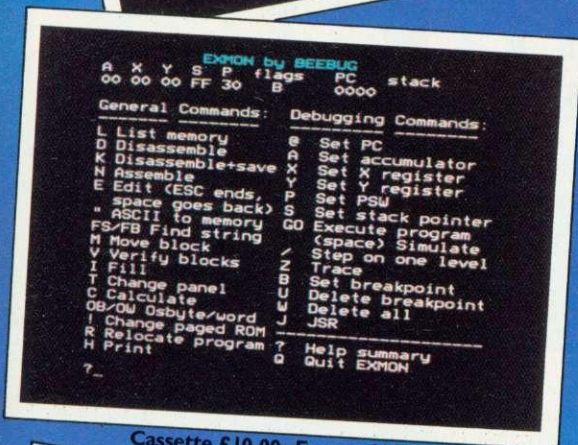 EXMON by BEEBUG
A X Y S P flags PC stack
00 00 00 FF 30 B 0000
General Commands:
L List memory
D Disassemble
K Disassemble+save
N Assemble
E Edit (ESC ends,
space goes back)
" ASCII to memory
FS/FB Find string
M Move block
V Verify blocks
I Fill
T Change panel
C Calculate
OB/OW Osbyte/word
! Change paged ROM
R Relocate program
H Print
?_
Debugging Commands:
@ Set PC
A Set accumulator
X Set X register
Y Set Y register
P Set PSW
S Set stack pointer
GO Execute program
(space) Simulate
/ Step on one level
Z Trace
B Set breakpoint
U Delete breakpoint
W Delete all
J JSR
? Help summary
Q Quit EXMON
Cassette £10.00